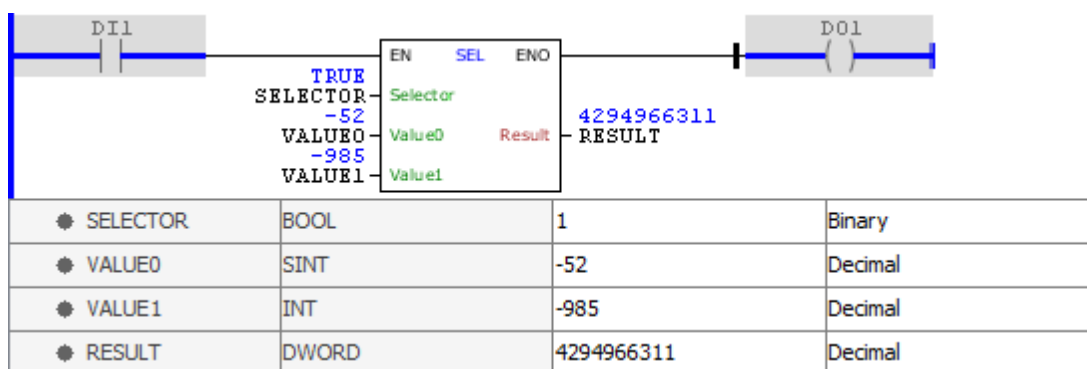 DI1
DO1
EN SEL ENO
TRUE
SELECTOR Selector
-52
VALUE0 Value0 Result RESULT
4294966311
-985
VALUE1 Value1
SELECTOR BOOL 1 Binary
VALUE0 SINT -52 Decimal
VALUE1 INT -985 Decimal
RESULT DWORD 4294966311 Decimal